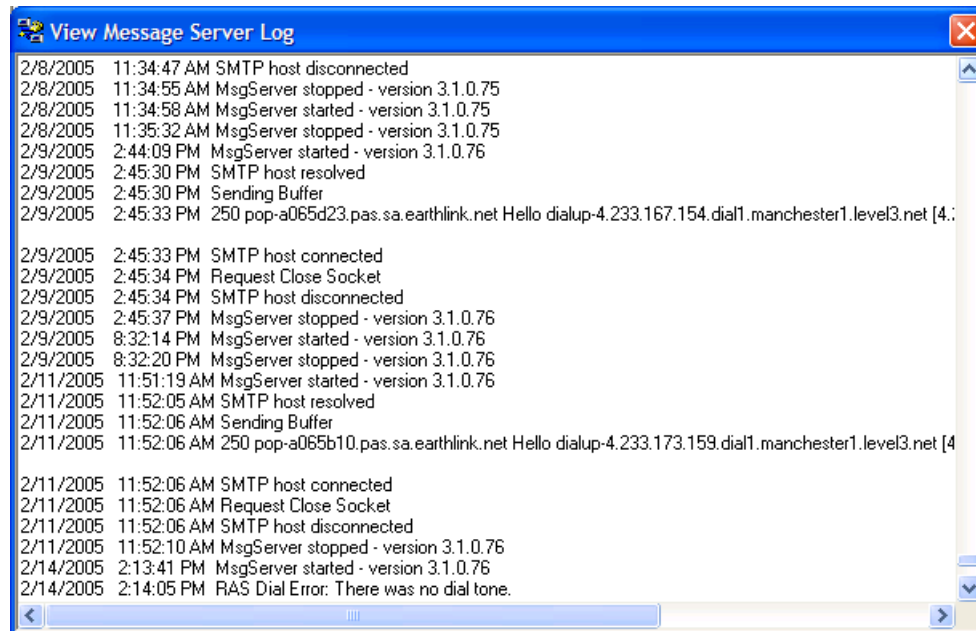 View Message Server Log
2/8/2005 11:34:47 AM SMTP host disconnected
2/8/2005 11:34:55 AM MsgServer stopped - version 3.1.0.75
2/8/2005 11:34:58 AM MsgServer started - version 3.1.0.75
2/8/2005 11:35:32 AM MsgServer stopped - version 3.1.0.75
2/9/2005 2:44:09 PM MsgServer started - version 3.1.0.76
2/9/2005 2:45:30 PM SMTP host resolved
2/9/2005 2:45:30 PM Sending Buffer
2/9/2005 2:45:33 PM 250 pop-a065d23.pas.sa.earthlink.net Hello dialup-4.233.167.154.dial1.manchester1.level3.net [4.
2/9/2005 2:45:33 PM SMTP host connected
2/9/2005 2:45:34 PM Request Close Socket
2/9/2005 2:45:34 PM SMTP host disconnected
2/9/2005 2:45:37 PM MsgServer stopped - version 3.1.0.76
2/9/2005 8:32:14 PM MsgServer started - version 3.1.0.76
2/9/2005 8:32:20 PM MsgServer stopped - version 3.1.0.76
2/11/2005 11:51:19 AM MsgServer started - version 3.1.0.76
2/11/2005 11:52:05 AM SMTP host resolved
2/11/2005 11:52:06 AM Sending Buffer
2/11/2005 11:52:06 AM 250 pop-a065b10.pas.sa.earthlink.net Hello dialup-4.233.173.159.dial1.manchester1.level3.net [4
2/11/2005 11:52:06 AM SMTP host connected
2/11/2005 11:52:06 AM Request Close Socket
2/11/2005 11:52:06 AM SMTP host disconnected
2/11/2005 11:52:10 AM MsgServer stopped - version 3.1.0.76
2/14/2005 2:13:41 PM MsgServer started - version 3.1.0.76
2/14/2005 2:14:05 PM RAS Dial Error: There was no dial tone.